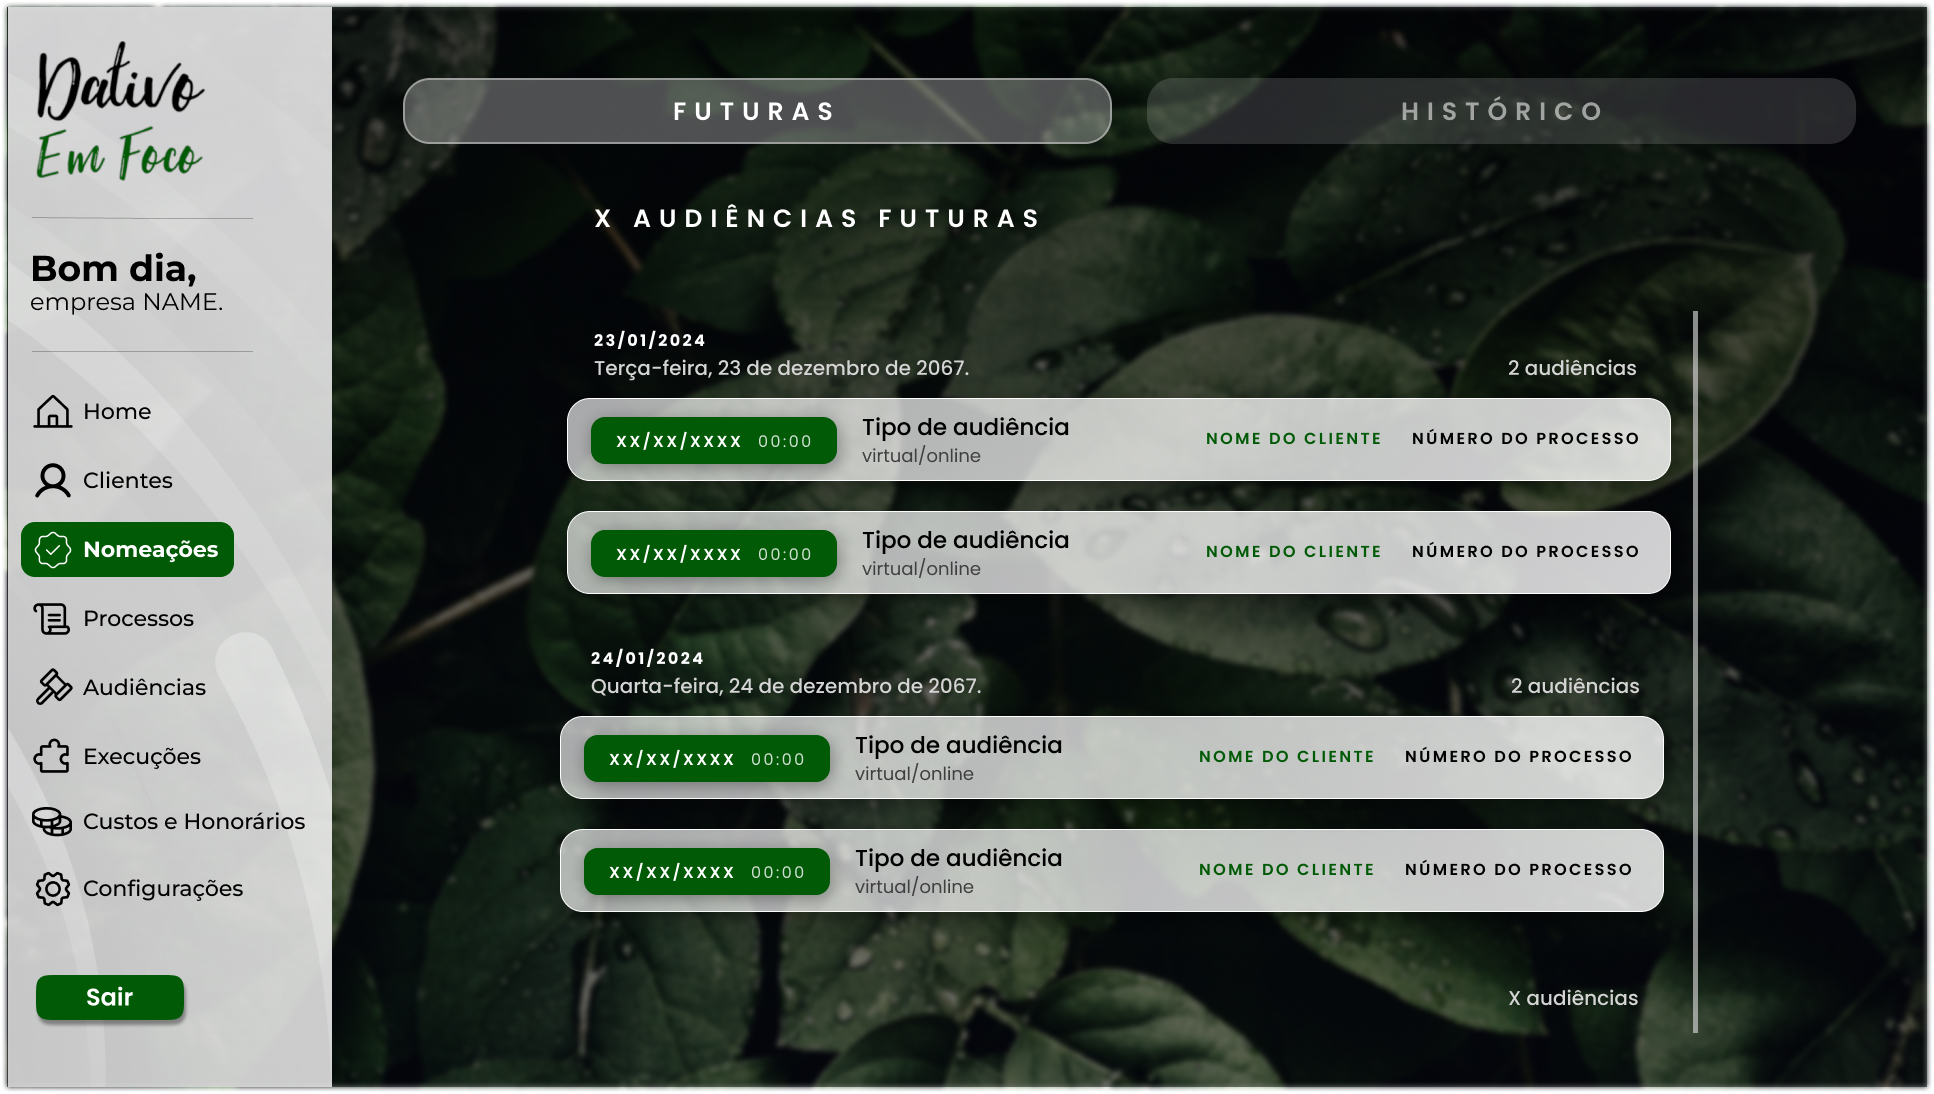 Dativo
Em Foco
Bom dia,
empresa NAME.
Home
Clientes
Nomeações
Processos
Audiências
Execuções
Custos e Honorários
Configurações
Sair
FUTURAS
HISTÓRICO
X AUDIÊNCIAS FUTURAS
23/01/2024
Terça-feira, 23 de dezembro de 2067.
2 audiências
XX/XX/XXXX 00:00
Tipo de audiência
virtual/online
NOME DO CLIENTE
NÚMERO DO PROCESSO
XX/XX/XXXX 00:00
Tipo de audiência
virtual/online
NOME DO CLIENTE
NÚMERO DO PROCESSO
24/01/2024
Quarta-feira, 24 de dezembro de 2067.
2 audiências
XX/XX/XXXX 00:00
Tipo de audiência
virtual/online
NOME DO CLIENTE
NÚMERO DO PROCESSO
XX/XX/XXXX 00:00
Tipo de audiência
virtual/online
NOME DO CLIENTE
NÚMERO DO PROCESSO
X audiências